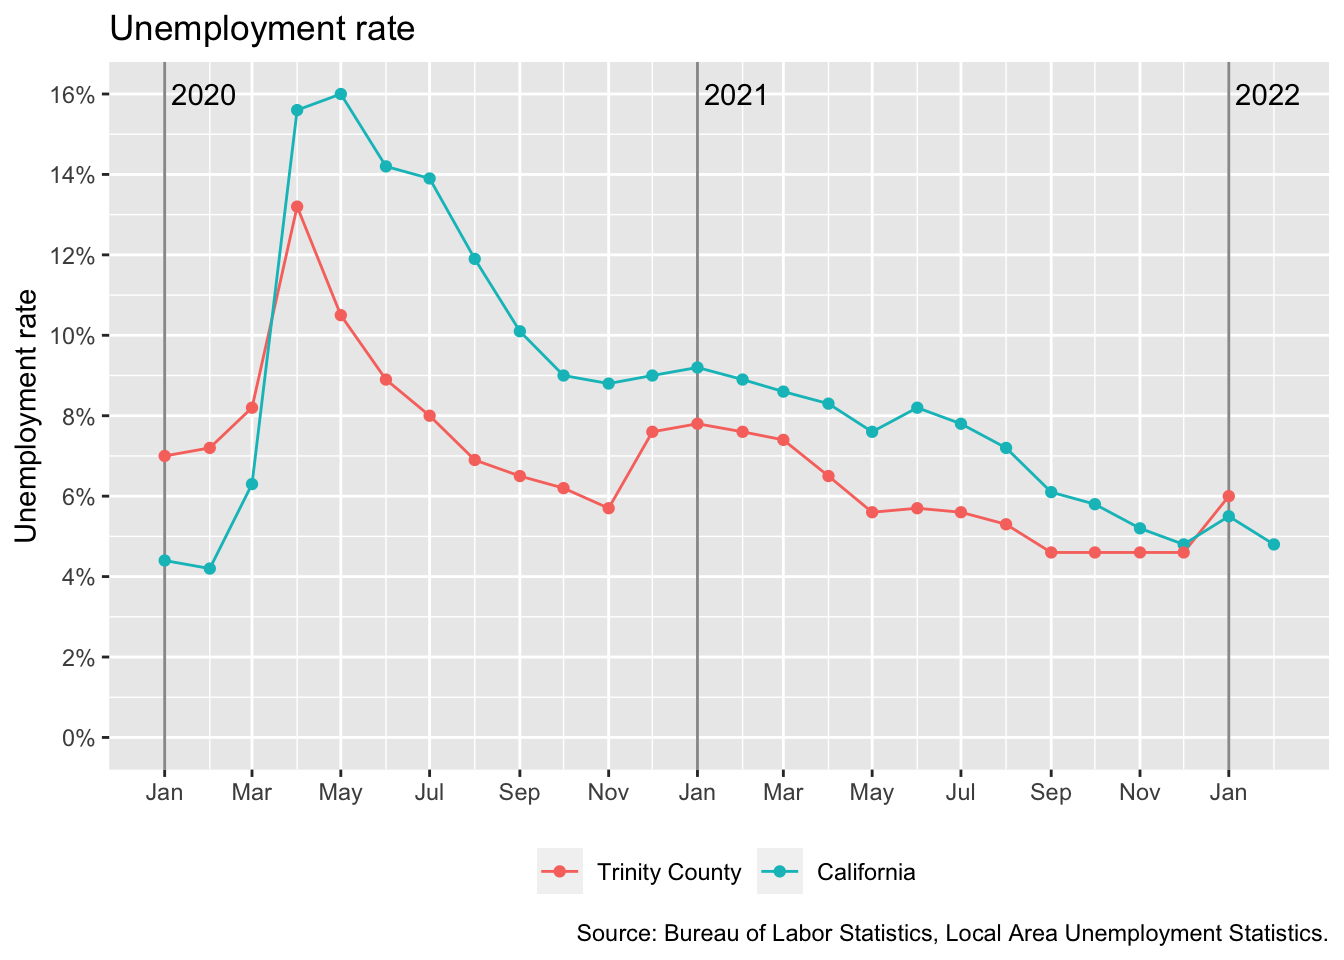 Unemployment rate
Unemployment rate
16%
14%
12%
10%
8%
6%
4%
2%
0%
2020 2021 2022
Jan Mar May Jul Sep Nov Jan Mar May Jul Sep Nov Jan
Trinity County California
Source: Bureau of Labor Statistics, Local Area Unemployment Statistics.